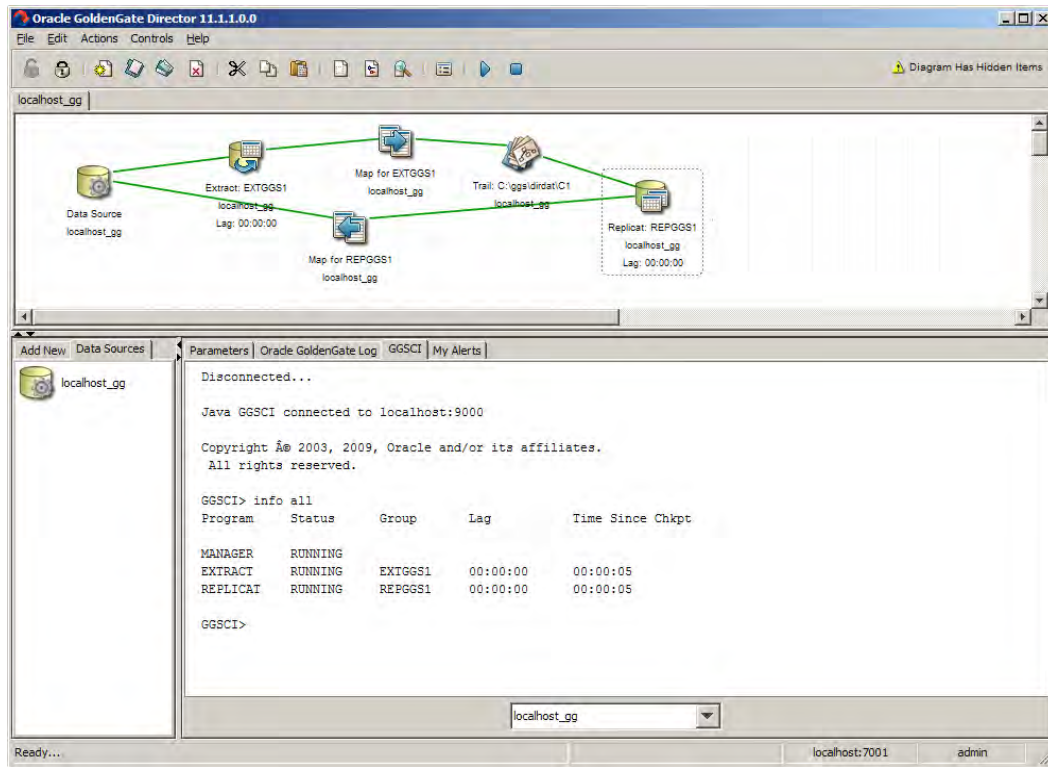 Oracle GoldenGate Director 11.1.1.0.0
File Edit Actions Controls Help
Diagram Has Hidden Items
localhost_gg
Data Source
localhost_gg
Extract: EXTGGS1
localhost_gg
Lag: 00:00:00
Map for EXTGGS1
localhost_gg
Trail: C:\ggs\dirdat\C1
localhost_gg
Map for REPGGS1
localhost_gg
Replicat: REPGGS1
localhost_gg
Lag: 00:00:00
Add New Data Sources
localhost_gg
Parameters Oracle GoldenGate Log GGSCI My Alerts
Disconnected...
Java GGSCI connected to localhost:9000
Copyright Â® 2003, 2009, Oracle and/or its affiliates.
All rights reserved.
GGSCI> info all
Program Status Group Lag Time Since Chkpt
MANAGER RUNNING
EXTRACT RUNNING EXTGGS1 00:00:00 00:00:05
REPLICAT RUNNING REPGGS1 00:00:00 00:00:05
GGSCI>
localhost_gg
Ready... localhost:7001 admin